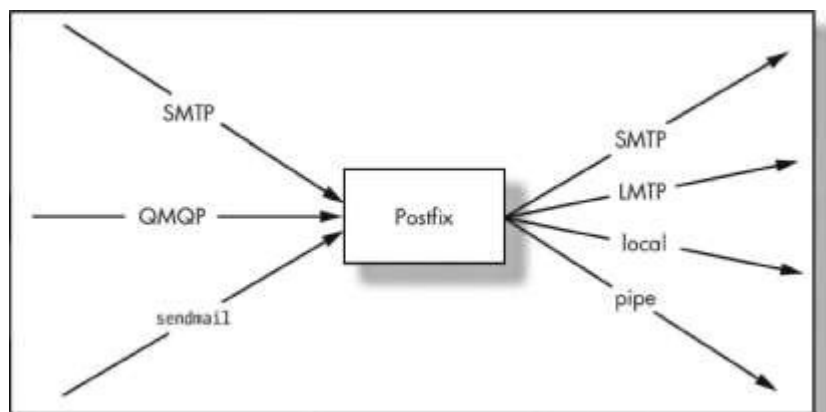 SMTP
QMQP
sendmail
Postfix
SMTP
LMTP
local
pipe